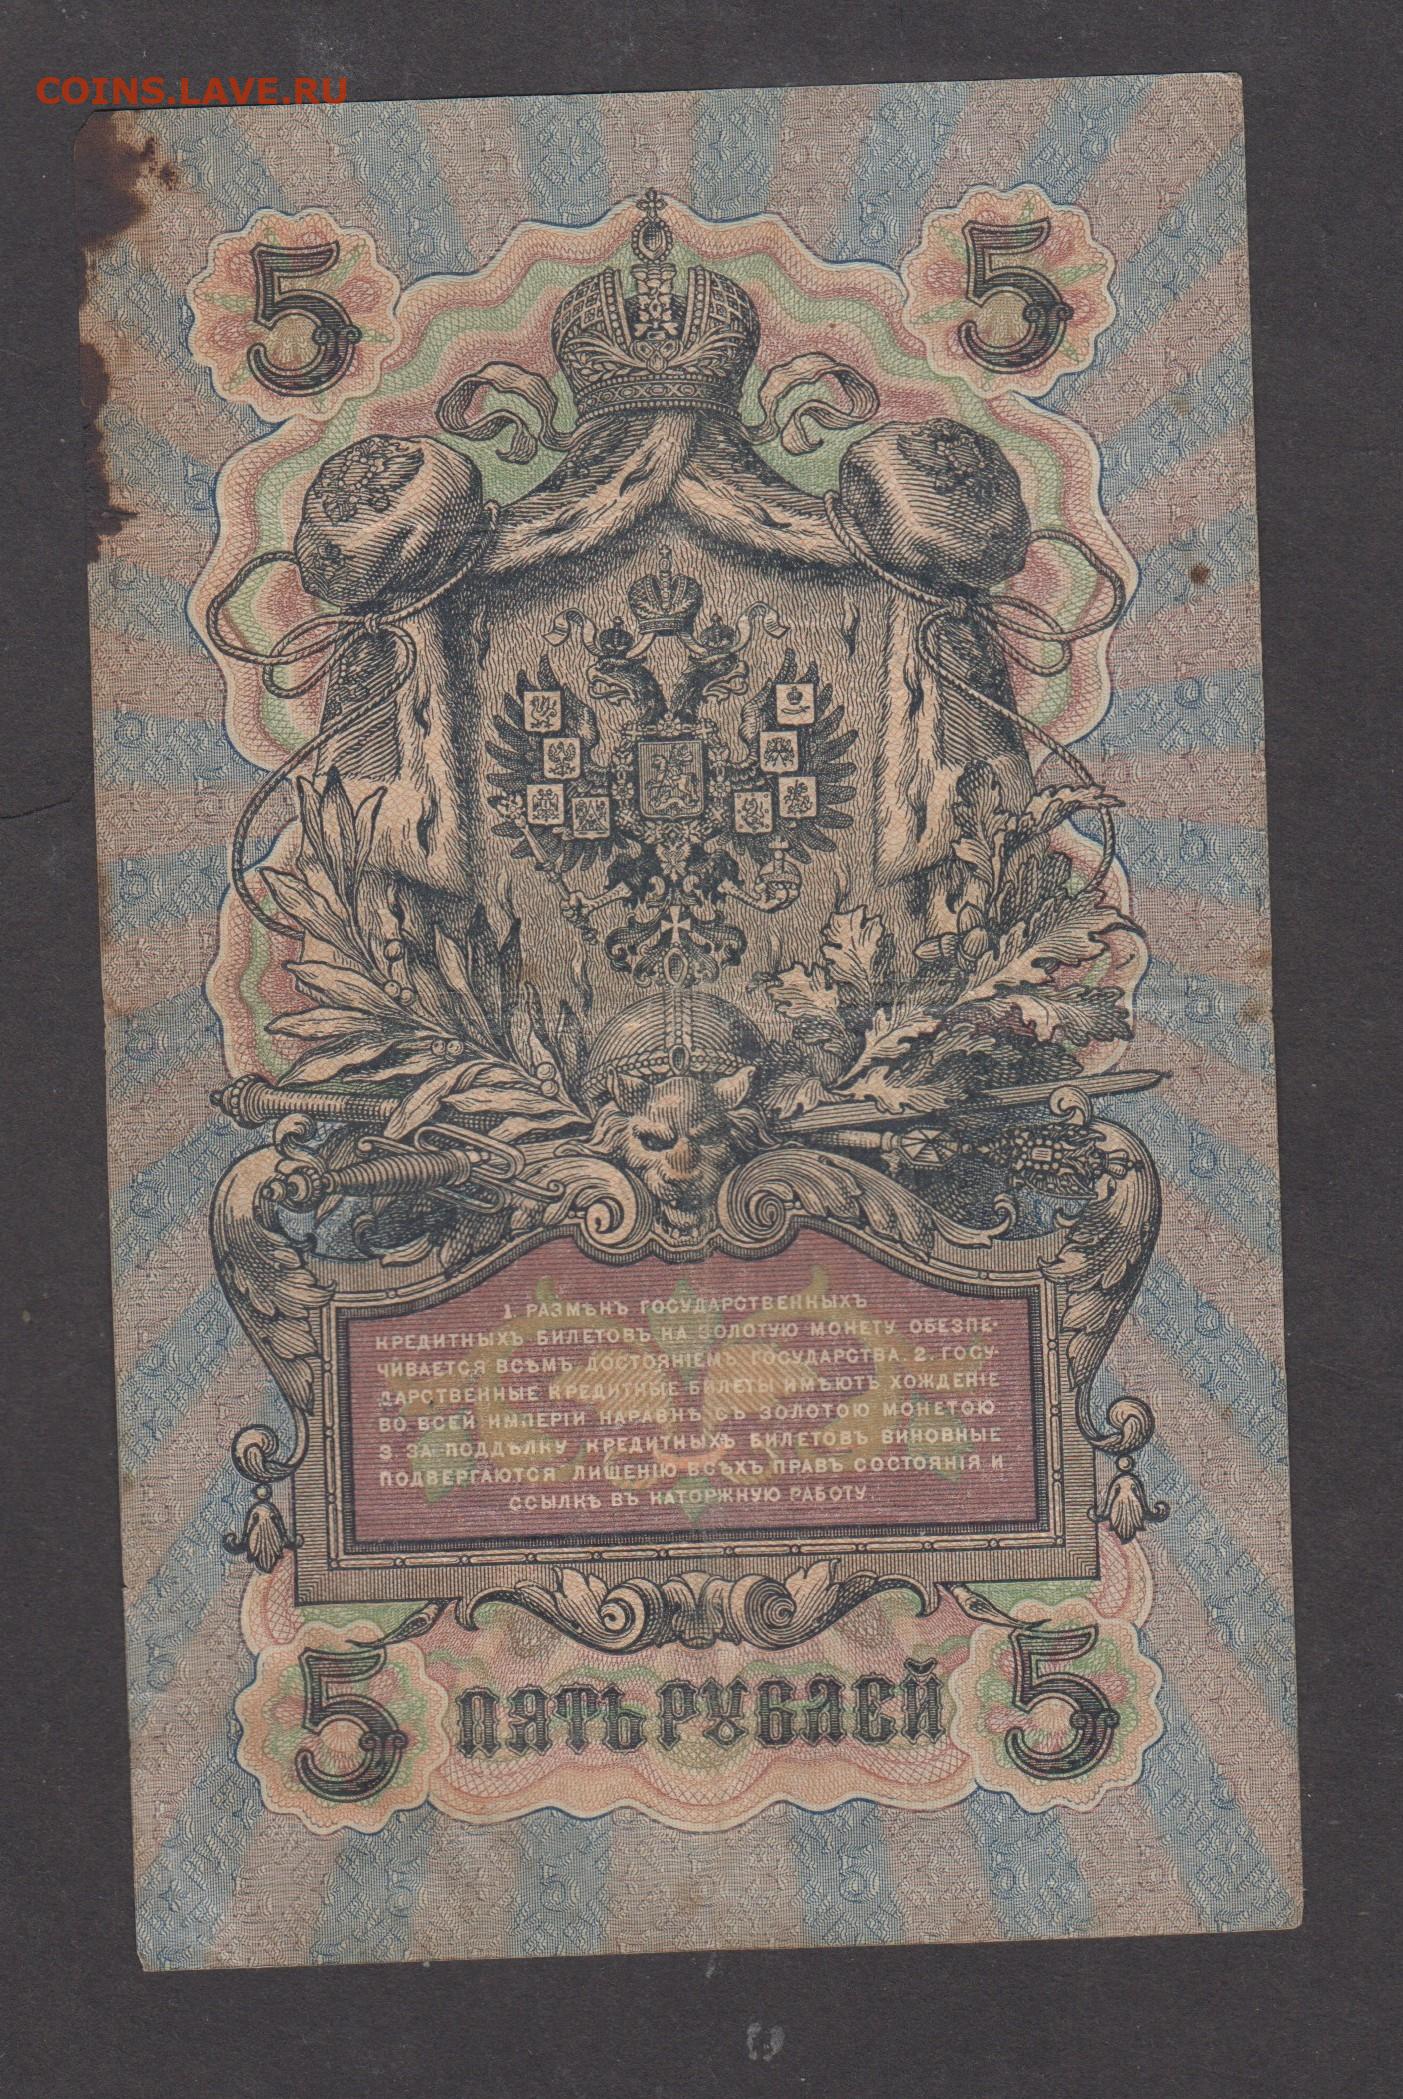 COINS.LAVE.RU
5 5
1. РАЗМѢНЪ ГОСУДАРСТВЕННЫХЪ
КРЕДИТНЫХЪ БИЛЕТОВЪ НА ЗОЛОТУЮ МОНЕТУ ОБЕЗПЕ-
ЧИВАЕТСЯ ВСѢМЪ ДОСТОЯНІЕМЪ ГОСУДАРСТВА. 2. ГОСУ-
ДАРСТВЕННЫЕ КРЕДИТНЫЕ БИЛЕТЫ ИМѢЮТЪ ХОЖДЕНІЕ
ВО ВСЕЙ ИМПЕРІИ НАРАВНѢ СЪ ЗОЛОТОЮ МОНЕТОЮ.
3. ЗА ПОДДѢЛКУ КРЕДИТНЫХЪ БИЛЕТОВЪ ВИНОВНЫЕ
ПОДВЕРГАЮТСЯ ЛИШЕНІЮ ВСѢХЪ ПРАВЪ СОСТОЯНІЯ И
ССЫЛКѢ ВЪ КАТОРЖНУЮ РАБОТУ.
5 ПЯТЬ РУБЛЕЙ 5